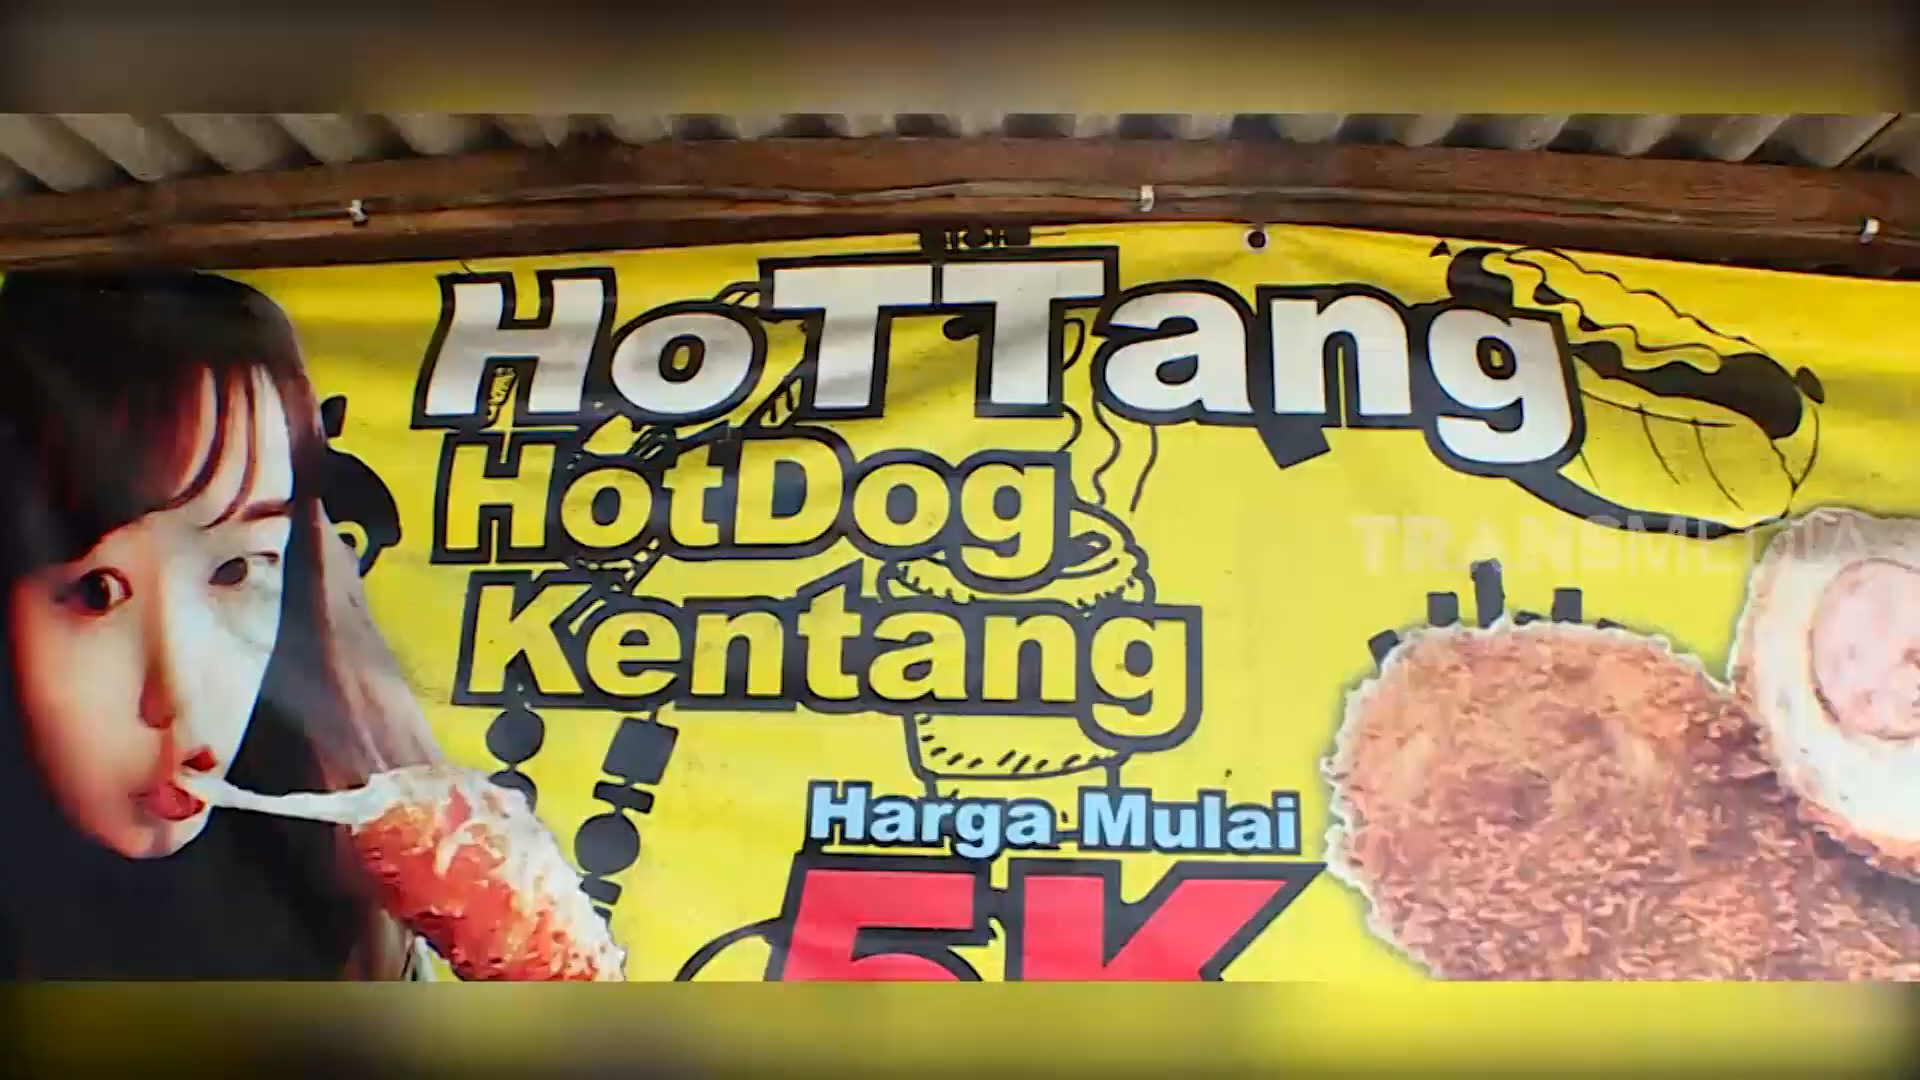 HoTTang
HotDog
Kentang
TRANSMEDIA
Harga Mulai
5K